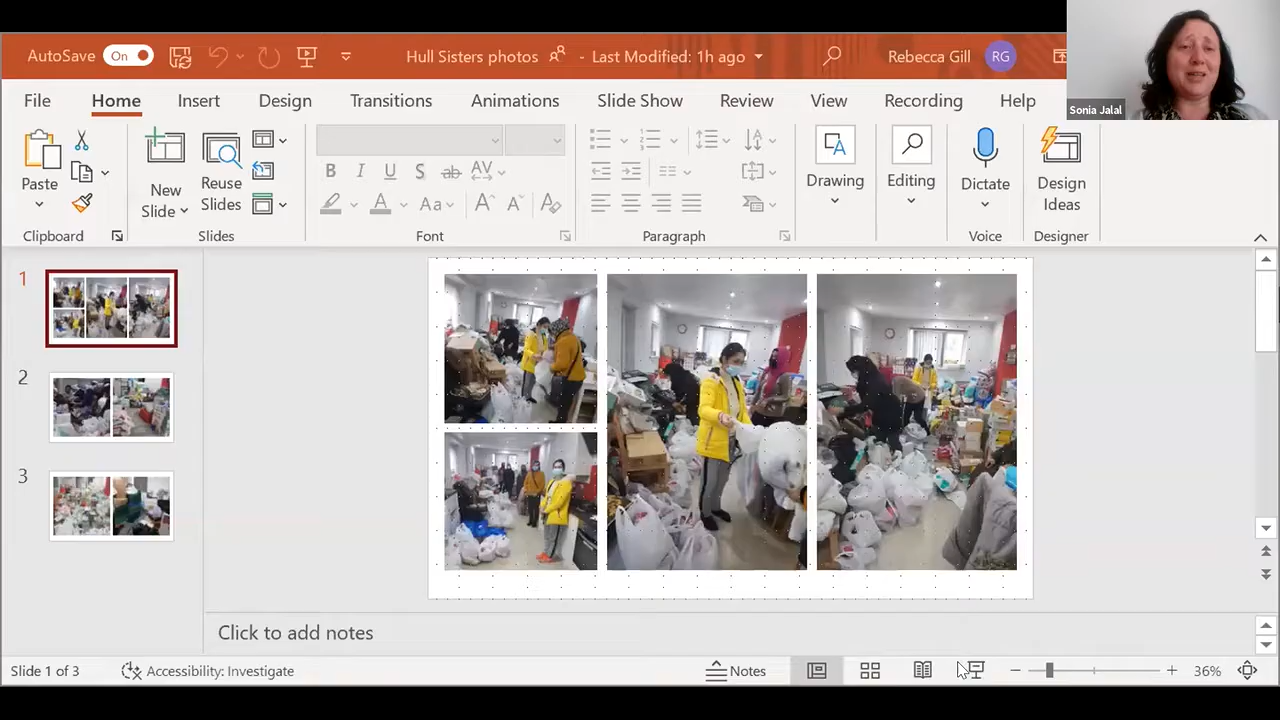 AutoSave On Hull Sisters photos - Last Modified: 1h ago Rebecca Gill RG
Sonia Jalal
File Home Insert Design Transitions Animations Slide Show Review View Recording Help
Paste New Slide Reuse Slides Drawing Editing Dictate Design Ideas
B I U S ab AV
A Aa A A A
Clipboard Slides Font Paragraph Voice Designer
1
2
3
Click to add notes
Slide 1 of 3 Accessibility: Investigate Notes 36%